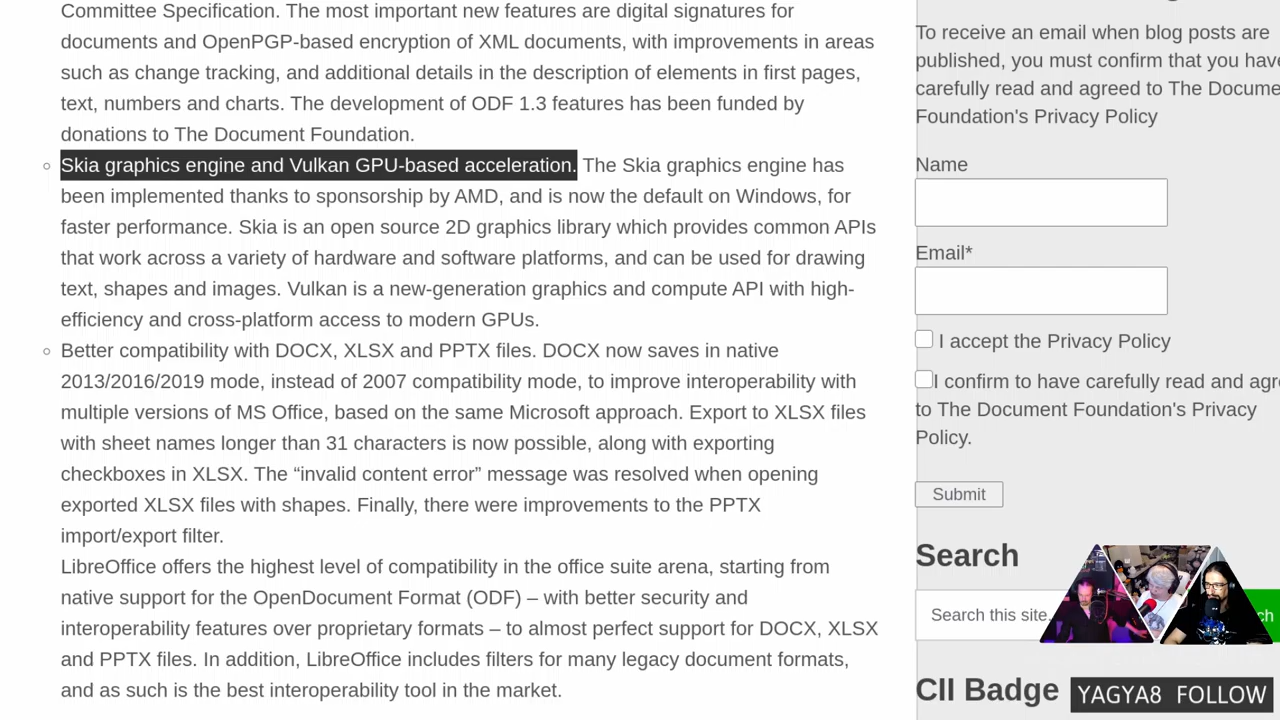 Committee Specification. The most important new features are digital signatures for
documents and OpenPGP-based encryption of XML documents, with improvements in areas
such as change tracking, and additional details in the description of elements in first pages,
text, numbers and charts. The development of ODF 1.3 features has been funded by
donations to The Document Foundation.
Skia graphics engine and Vulkan GPU-based acceleration. The Skia graphics engine has
been implemented thanks to sponsorship by AMD, and is now the default on Windows, for
faster performance. Skia is an open source 2D graphics library which provides common APIs
that work across a variety of hardware and software platforms, and can be used for drawing
text, shapes and images. Vulkan is a new-generation graphics and compute API with high-
efficiency and cross-platform access to modern GPUs.
Better compatibility with DOCX, XLSX and PPTX files. DOCX now saves in native
2013/2016/2019 mode, instead of 2007 compatibility mode, to improve interoperability with
multiple versions of MS Office, based on the same Microsoft approach. Export to XLSX files
with sheet names longer than 31 characters is now possible, along with exporting
checkboxes in XLSX. The “invalid content error” message was resolved when opening
exported XLSX files with shapes. Finally, there were improvements to the PPTX
import/export filter.
LibreOffice offers the highest level of compatibility in the office suite arena, starting from
native support for the OpenDocument Format (ODF) – with better security and
interoperability features over proprietary formats – to almost perfect support for DOCX, XLSX
and PPTX files. In addition, LibreOffice includes filters for many legacy document formats,
and as such is the best interoperability tool in the market.
To receive an email when blog posts are
published, you must confirm that you have
carefully read and agreed to The Docume
Foundation's Privacy Policy
Name
Email*
I accept the Privacy Policy
I confirm to have carefully read and agre
to The Document Foundation's Privacy
Policy.
Submit
Search
Search this site.
ch
CII Badge
YAGYA8 FOLLOW